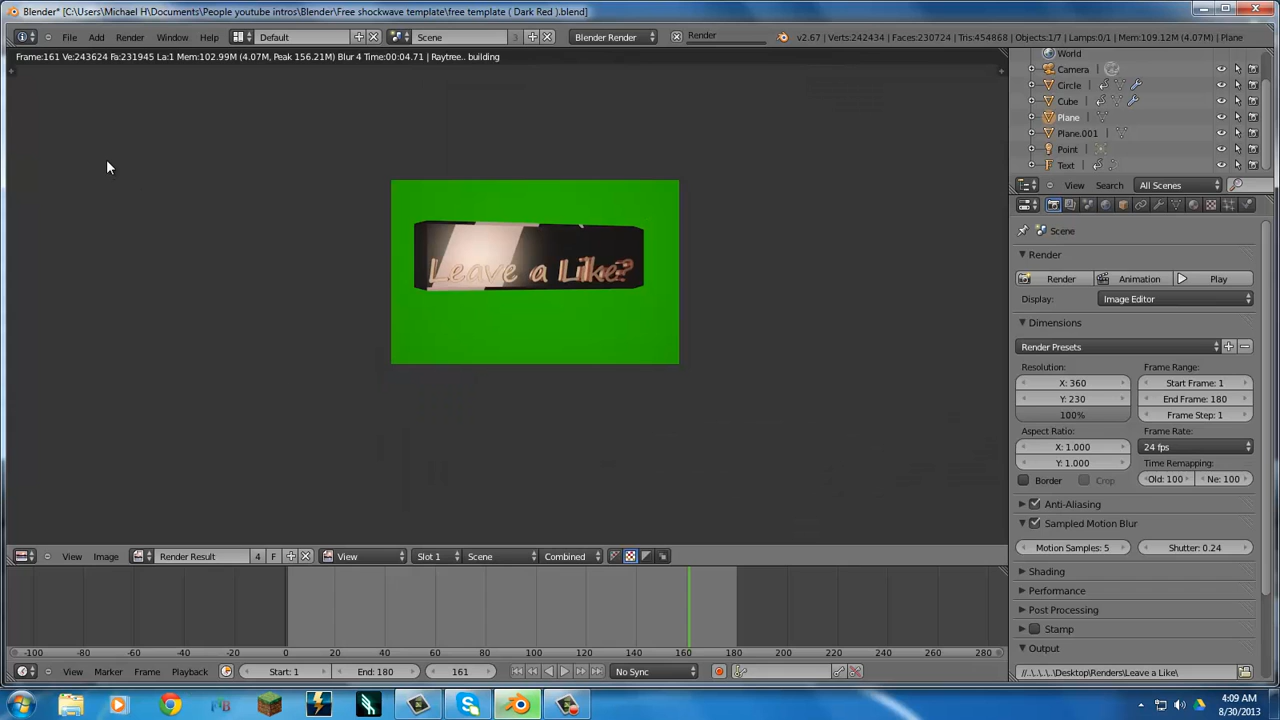 Blender* [C:\Users\Michael H\Documents\People youtube intros\Blender\Free shockwave template\free template ( Dark Red ).blend]
File Add Render Window Help Default Scene 3 Blender Render Render v2.67 | Verts:242434 | Faces:230724 | Tris:454868 | Objects:1/7 | Lamps:0/1 | Mem:109.12M (4.07M) | Plane
Frame:161 Ve:243624 Fa:231945 La:1 Mem:102.99M (4.07M, Peak 156.21M) Blur 4 Time:00:04.71 | Raytree.. building
World
Camera
Circle
Cube
Plane
Plane.001
Point
Text
View Search All Scenes
Scene
Render
Render Animation Play
Display: Image Editor
Dimensions
Render Presets
Resolution: Frame Range:
X: 360 Start Frame: 1
Y: 230 End Frame: 180
100% Frame Step: 1
Aspect Ratio: Frame Rate:
X: 1.000 24 fps
Y: 1.000 Time Remapping:
Border Crop Old: 100 Ne: 100
Anti-Aliasing
Sampled Motion Blur
Motion Samples: 5 Shutter: 0.24
Shading
Performance
Post Processing
Stamp
Output
//..\..\..\..\Desktop\Renders\Leave a Like\
Leave a Like?
View Image Render Result 4 F View Slot 1 Scene Combined
-100 -80 -60 -40 -20 0 20 40 60 80 100 120 140 160 180 200 220 240 260 280
View Marker Frame Playback Start: 1 End: 180 161 No Sync
4:09 AM
8/30/2013